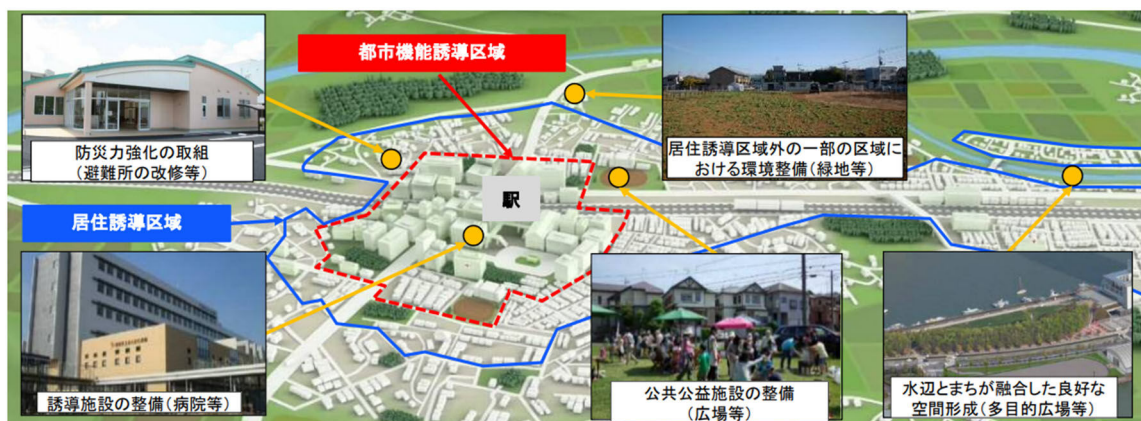 都市機能誘導区域
防災力強化の取組
(避難所の改修等)
居住誘導区域外の一部の区域に
おける環境整備(緑地等)
駅
居住誘導区域
誘導施設の整備(病院等)
公共公益施設の整備
(広場等)
水辺とまちが融合した良好な
空間形成(多目的広場等)